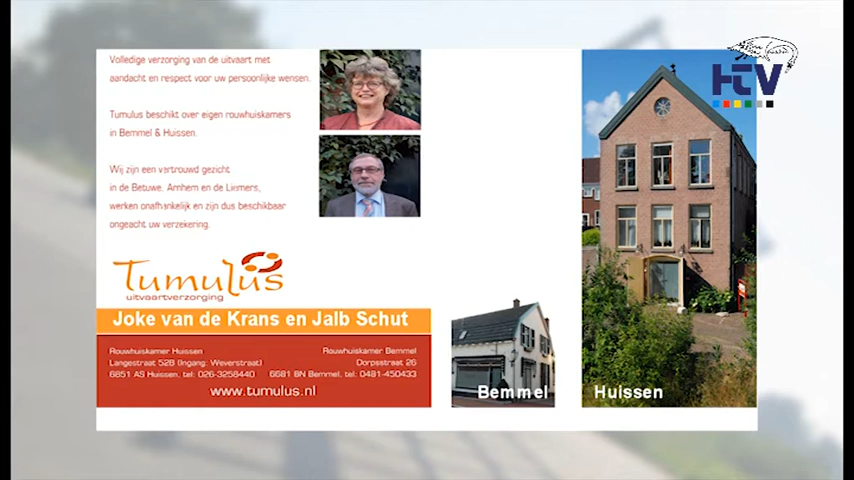 Volledige verzorging van de uitvaart met
aandacht en respect voor uw persoonlijke wensen.
Tumulus beschikt over eigen rouwhuiskamers
in Bemmel & Huissen.
Wij zijn een vertrouwd gezicht
in de Betuwe, Arnhem en de Liemers,
werken onafhankelijk en zijn dus beschikbaar
ongeacht uw verzekering.
Tumulus
uitvaartverzorging
Joke van de Krans en Jalb Schut
Rouwhuiskamer Huissen
Langestraat 52B (Ingang: Weverstraat)
6851 AS Huissen, tel: 026-3258440
Rouwhuiskamer Bemmel
Dorpsstraat 26
6681 BN Bemmel, tel: 0481-450433
www.tumulus.nl
Bemmel
Huissen
HTV